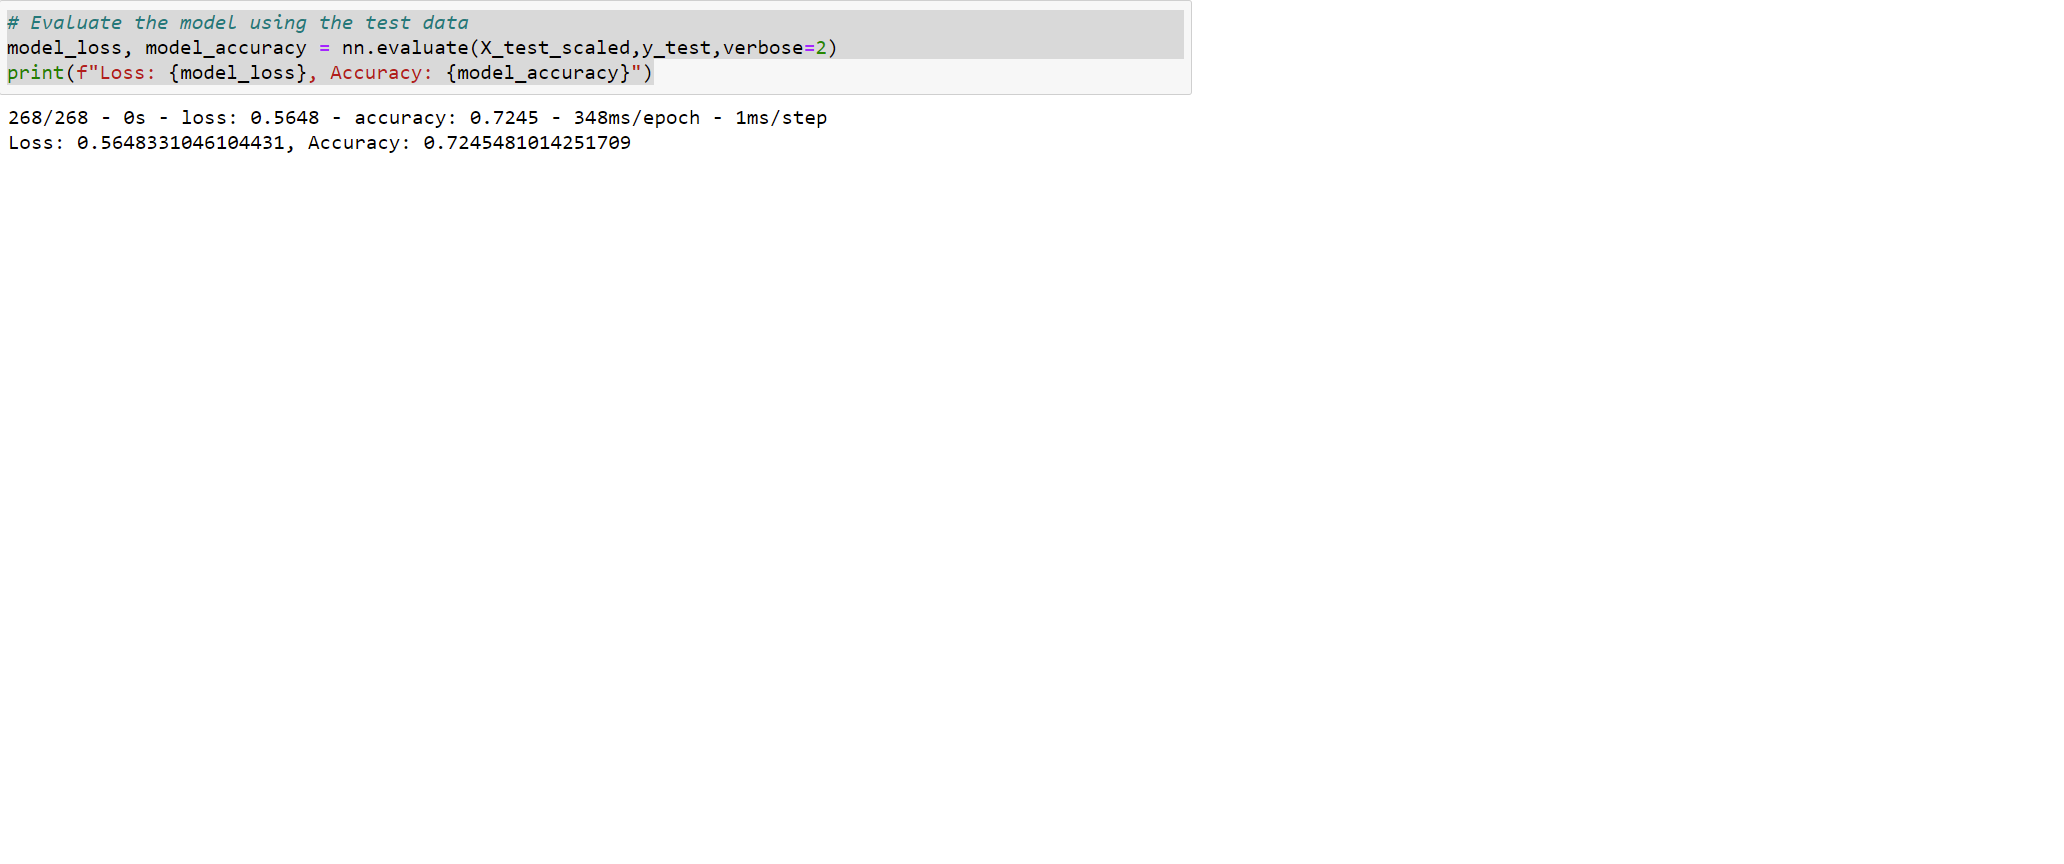 # Evaluate the model using the test data
model_loss, model_accuracy = nn.evaluate(X_test_scaled,y_test,verbose=2)
print(f"Loss: {model_loss}, Accuracy: {model_accuracy}")
268/268 - 0s - loss: 0.5648 - accuracy: 0.7245 - 348ms/epoch - 1ms/step
Loss: 0.5648331046104431, Accuracy: 0.7245481014251709